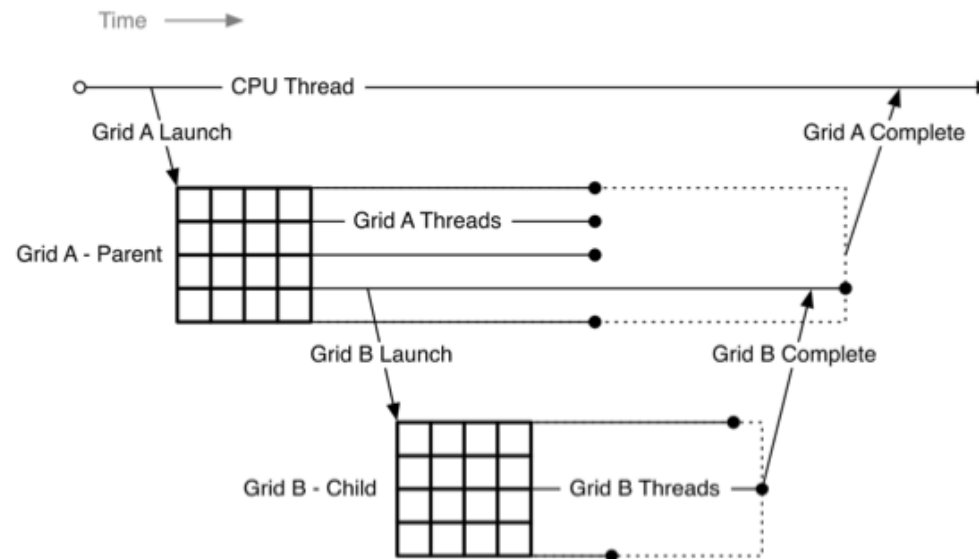 Time
CPU Thread
Grid A Launch
Grid A Complete
Grid A Threads
Grid A - Parent
Grid B Launch
Grid B Complete
Grid B - Child
Grid B Threads